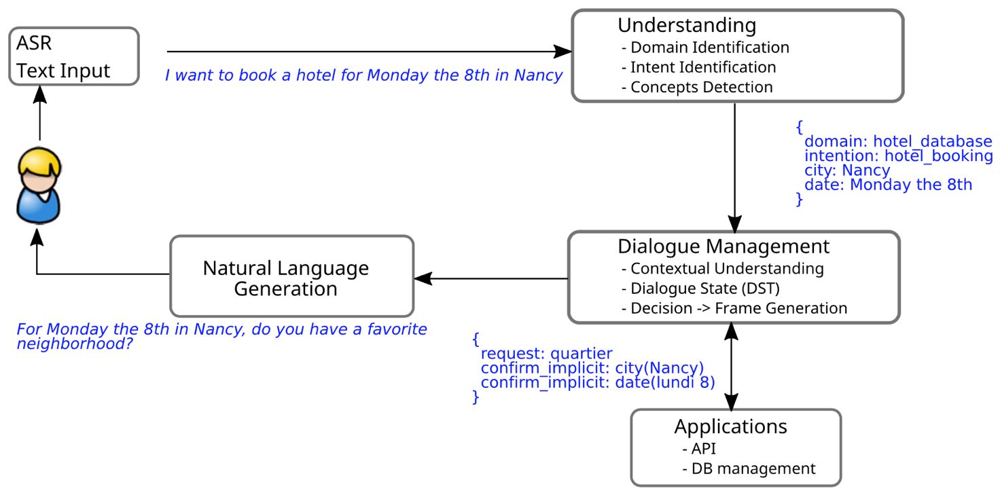 ASR
Text Input
I want to book a hotel for Monday the 8th in Nancy
Understanding
- Domain Identification
- Intent Identification
- Concepts Detection
{
domain: hotel_database
intention: hotel_booking
city: Nancy
date: Monday the 8th
}
Dialogue Management
- Contextual Understanding
- Dialogue State (DST)
- Decision -> Frame Generation
Natural Language
Generation
For Monday the 8th in Nancy, do you have a favorite
neighborhood?
{
request: quartier
confirm_implicit: city(Nancy)
confirm_implicit: date(lundi 8)
}
Applications
- API
- DB management